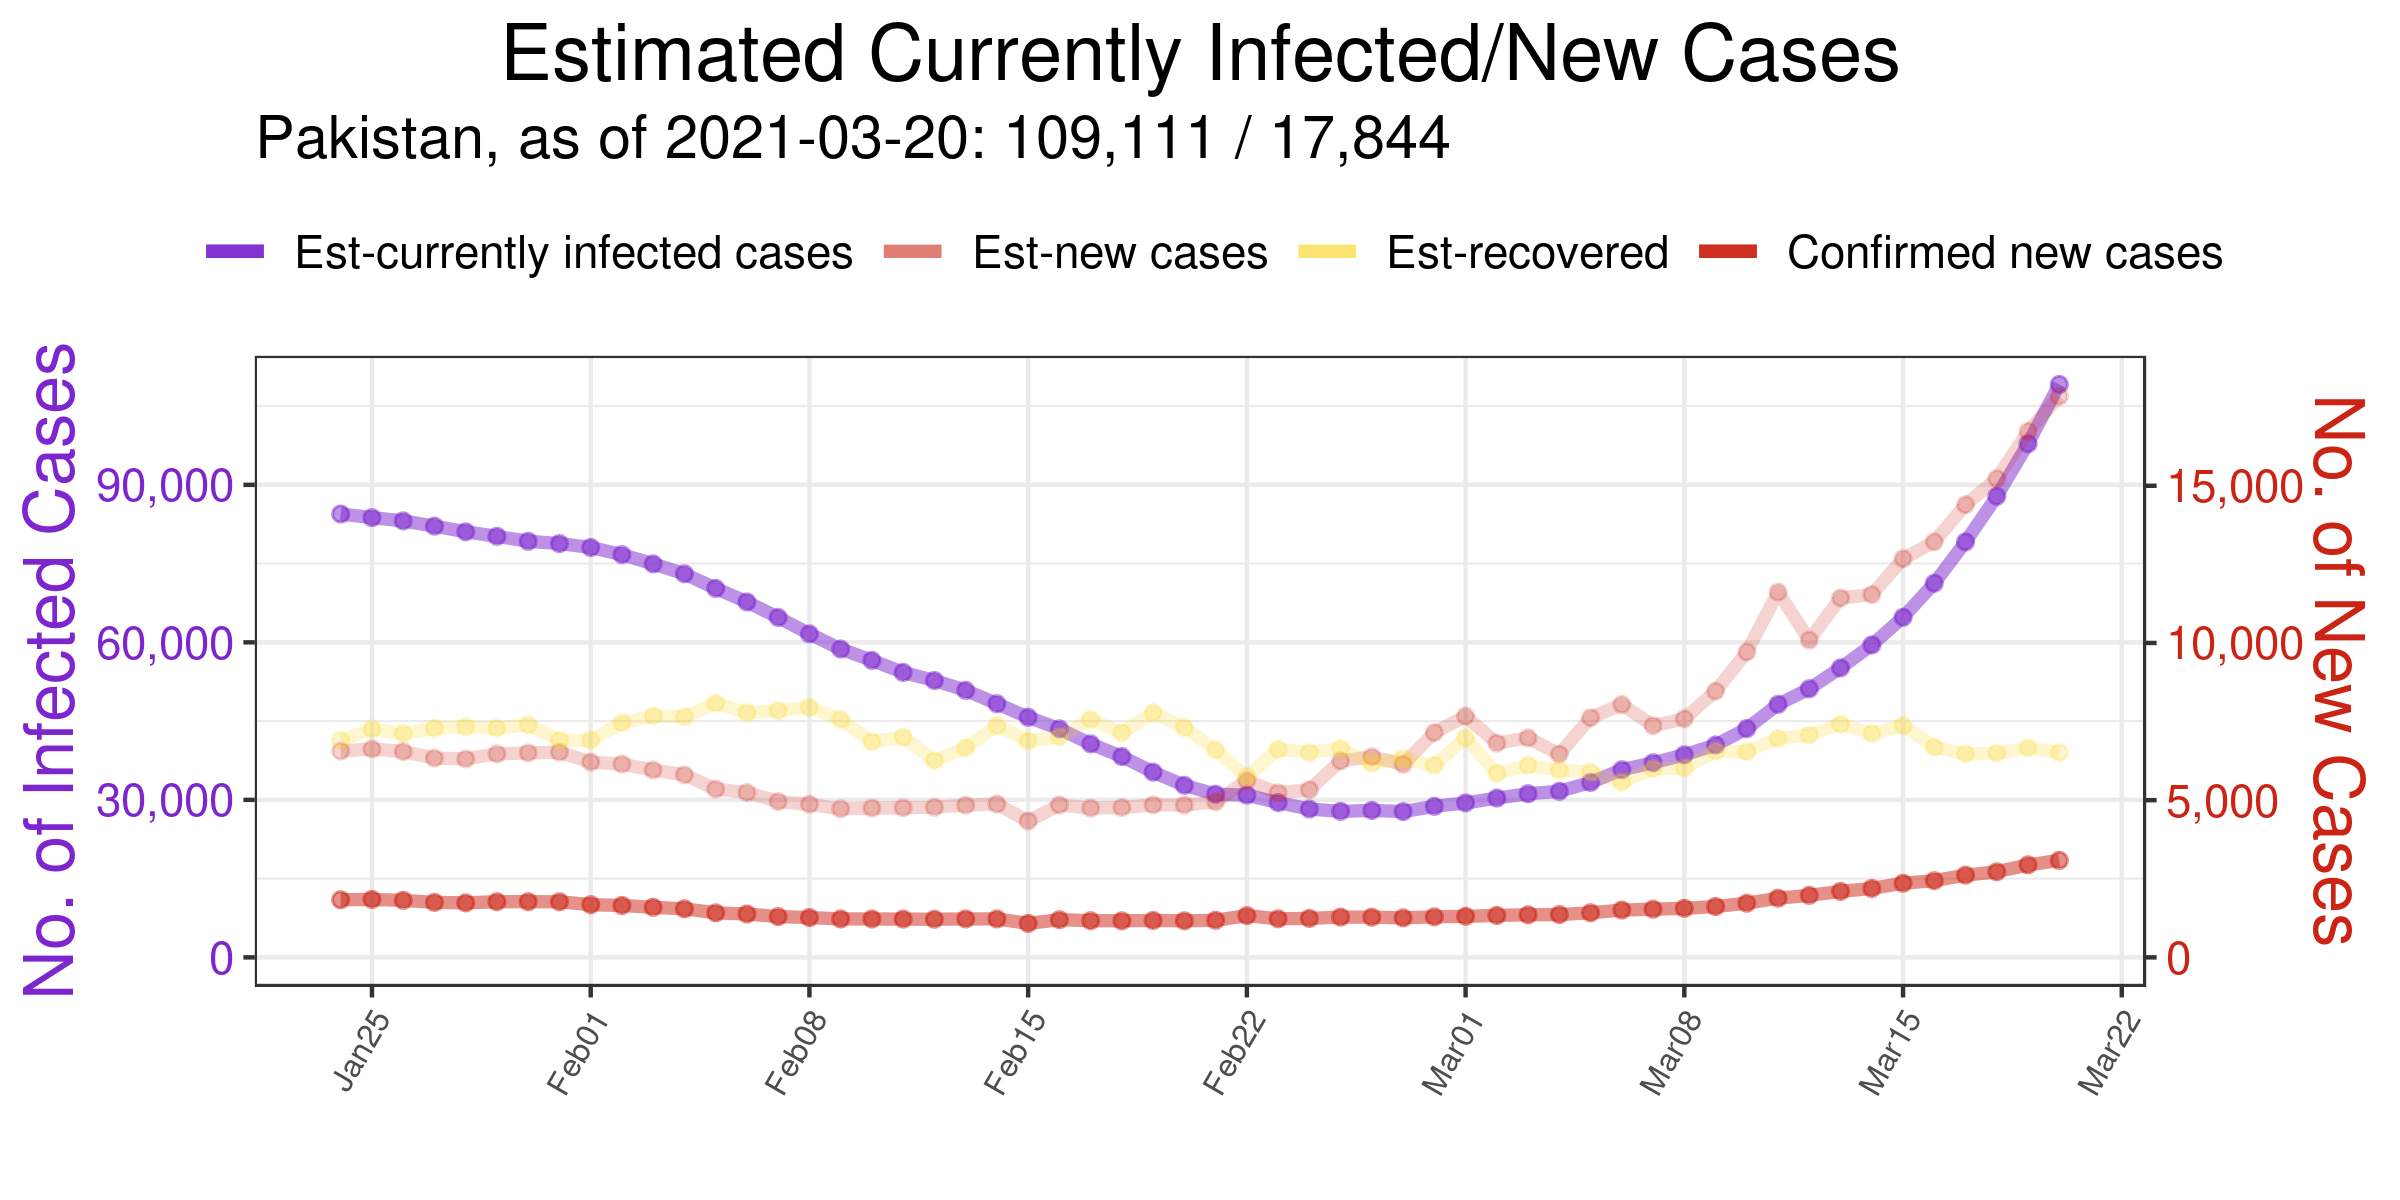 Estimated Currently Infected/New Cases
Pakistan, as of 2021-03-20: 109,111 / 17,844
Est-currently infected cases Est-new cases Est-recovered Confirmed new cases
No. of Infected Cases
90,000
60,000
30,000
0
15,000
10,000
5,000
0
No. of New Cases
Jan25 Feb01 Feb08 Feb15 Feb22 Mar01 Mar08 Mar15 Mar22